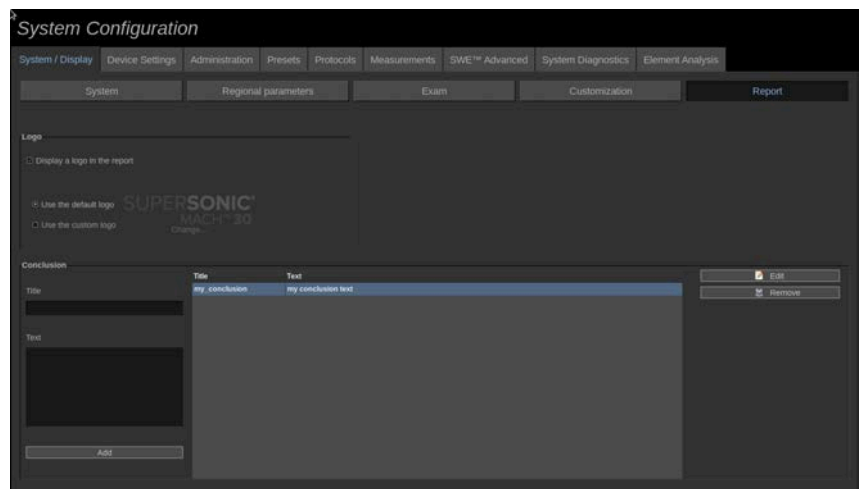 System Configuration
System / Display Device Settings Administration Presets Protocols Measurements SWE™ Advanced System Diagnostics Element Analysis
System Regional parameters Exam Customization Report
Logo
Display a logo in the report
Use the default logo
SUPERSONIC®
MACH™ 30
Use the custom logo
Change...
Conclusion
Title Text
Edit
Title
my_conclusion my conclusion text
Remove
Text
Add